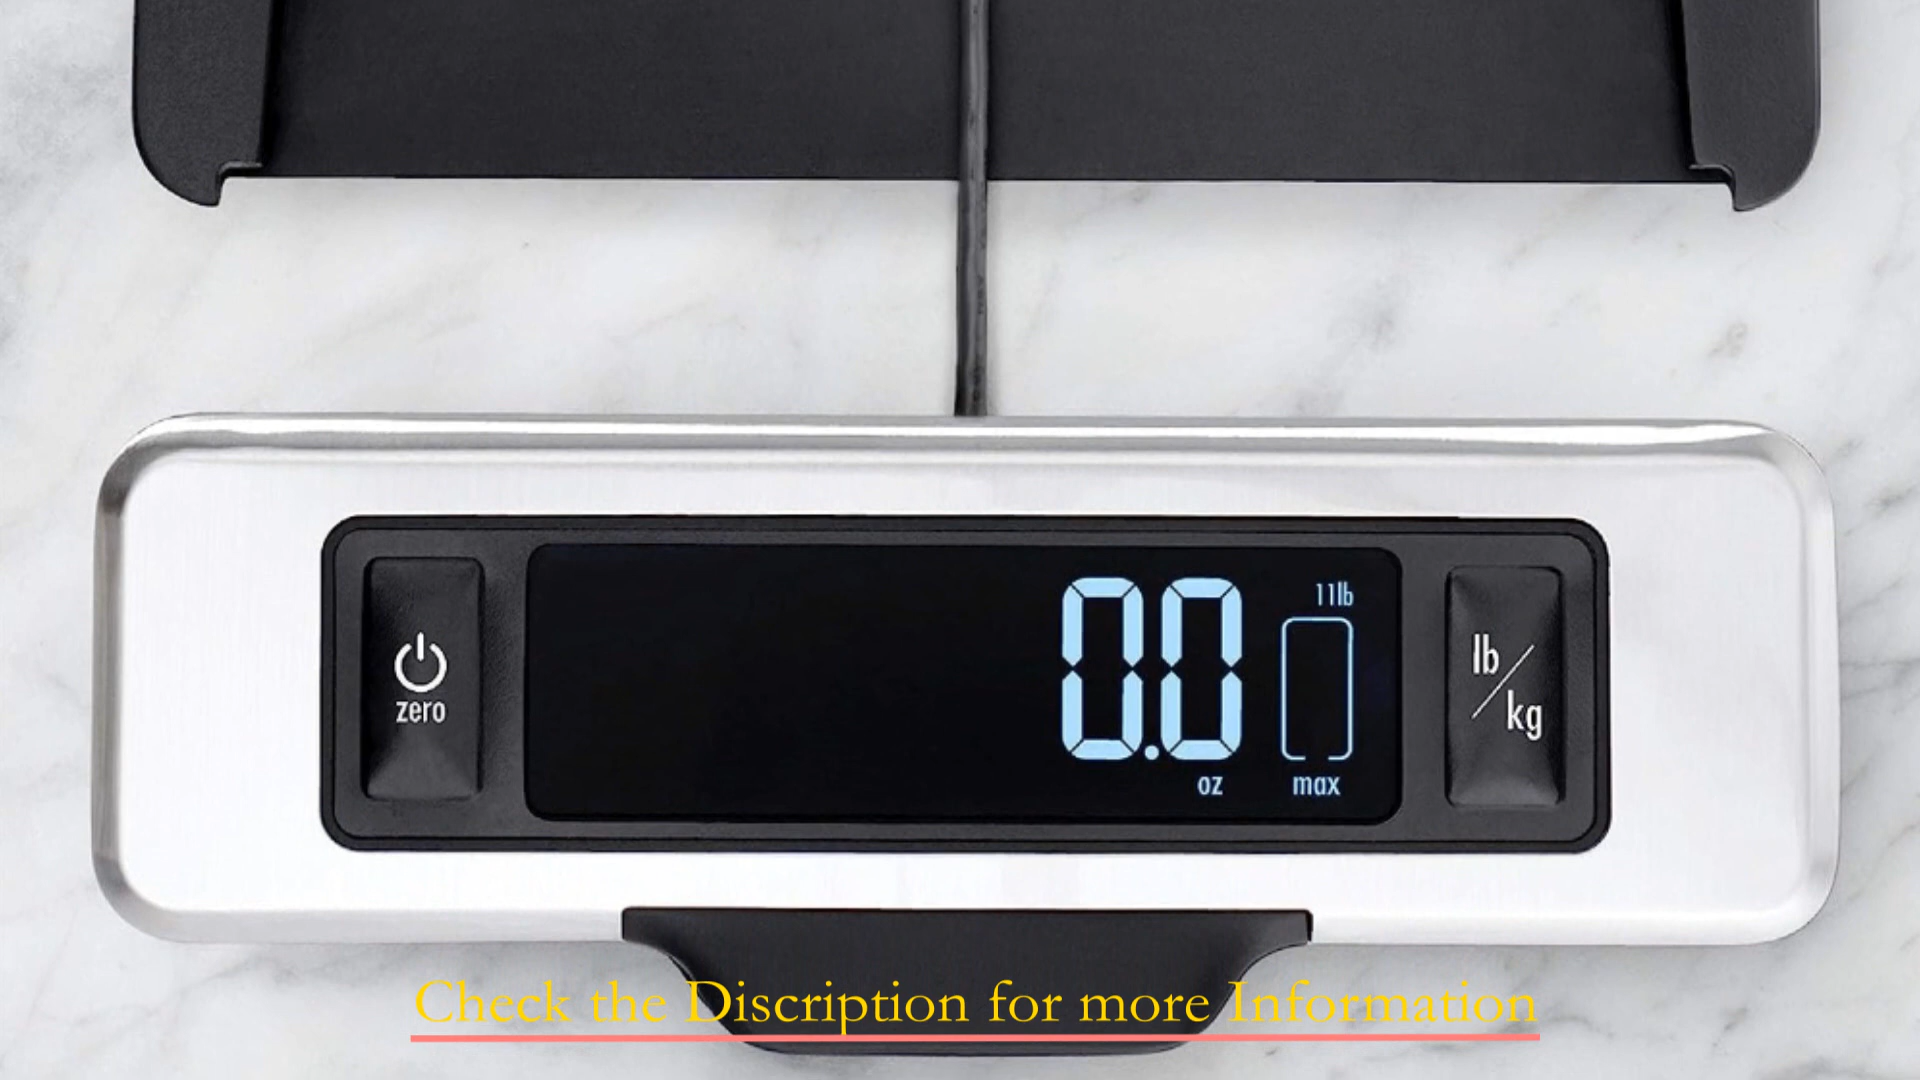 11lb
0.0
oz
max
zero
lb/kg
Check the Discription for more Information